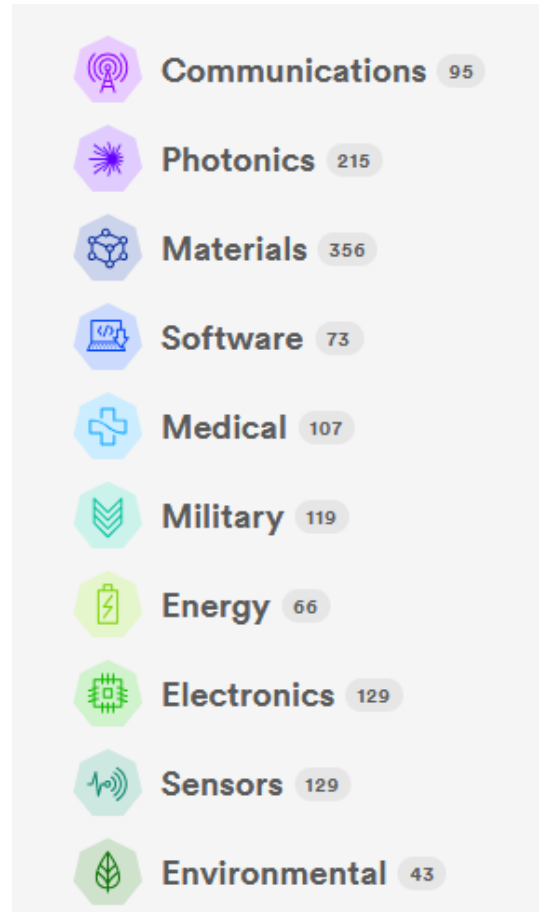 Communications 95
Photonics 215
Materials 356
</> Software 73
Medical 107
Military 119
Energy 66
Electronics 129
Sensors 129
Environmental 43